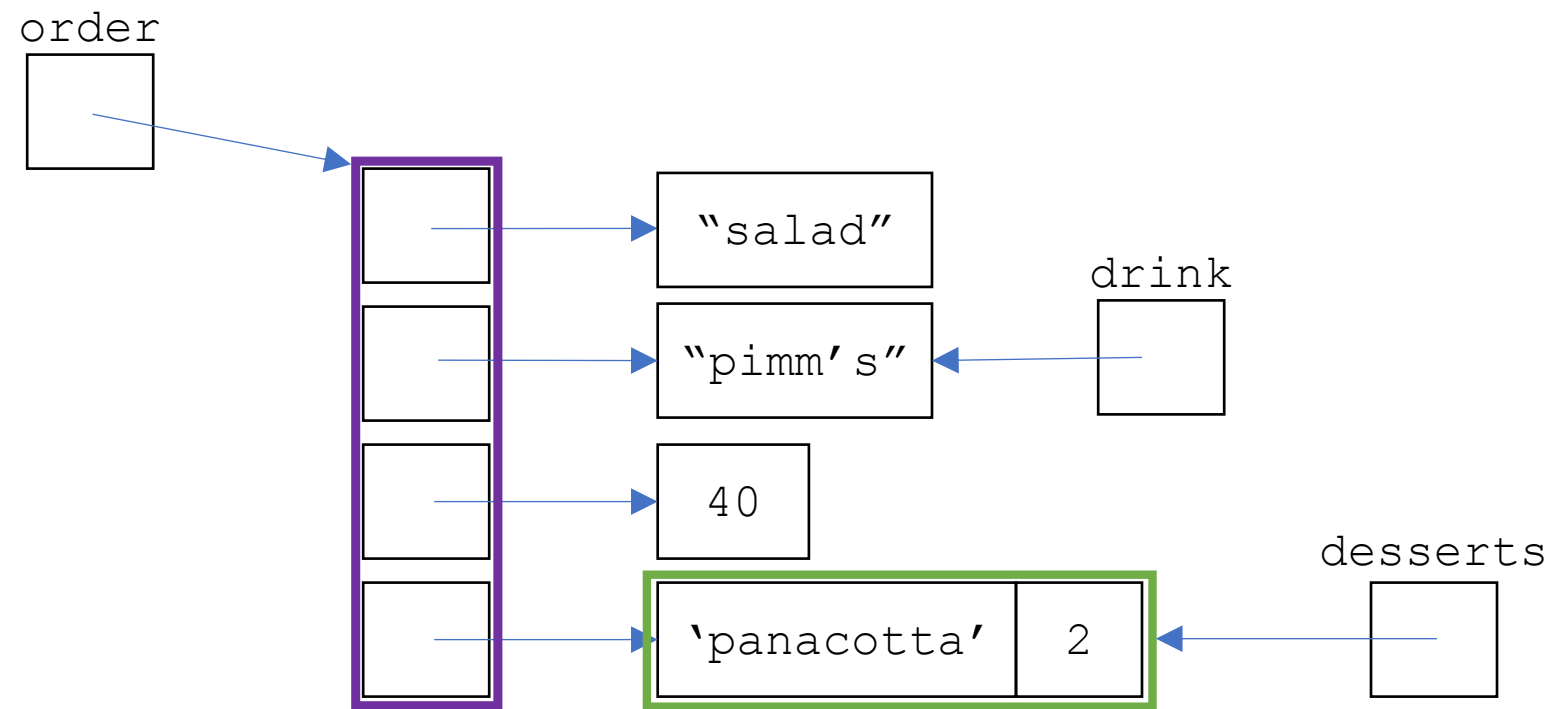 order
“salad”
drink
“pimm’s”
40
desserts
‘panacotta’ 2